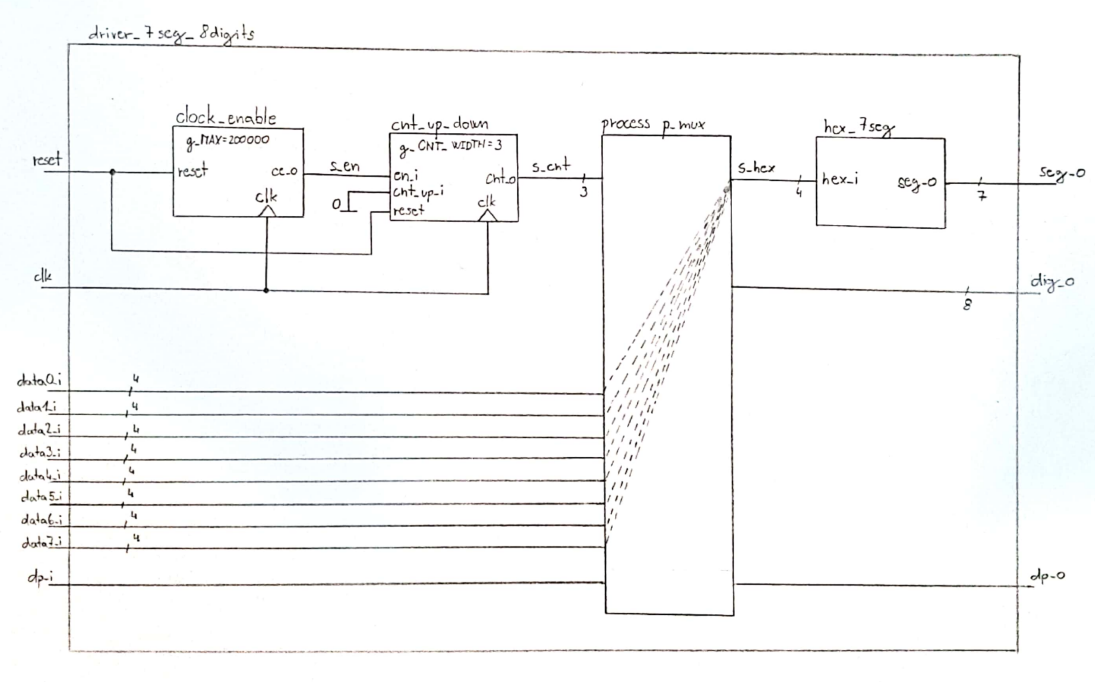 driver_7seg_8digits
clock_enable
g_MAX=200000
reset
ce_o
clk
cnt_up_down
g_CNT_WIDTH=3
en_i
cnt_up_i
reset
cnt_o
clk
process p_mux
hex_7seg
hex_i
seg_o
reset
s_en
0
s_cnt
3
s_hex
4
7
seg_o
clk
dig_o
8
data0_i
4
data1_i
4
data2_i
4
data3_i
4
data4_i
4
data5_i
4
data6_i
4
data7_i
4
dp_i
dp_o